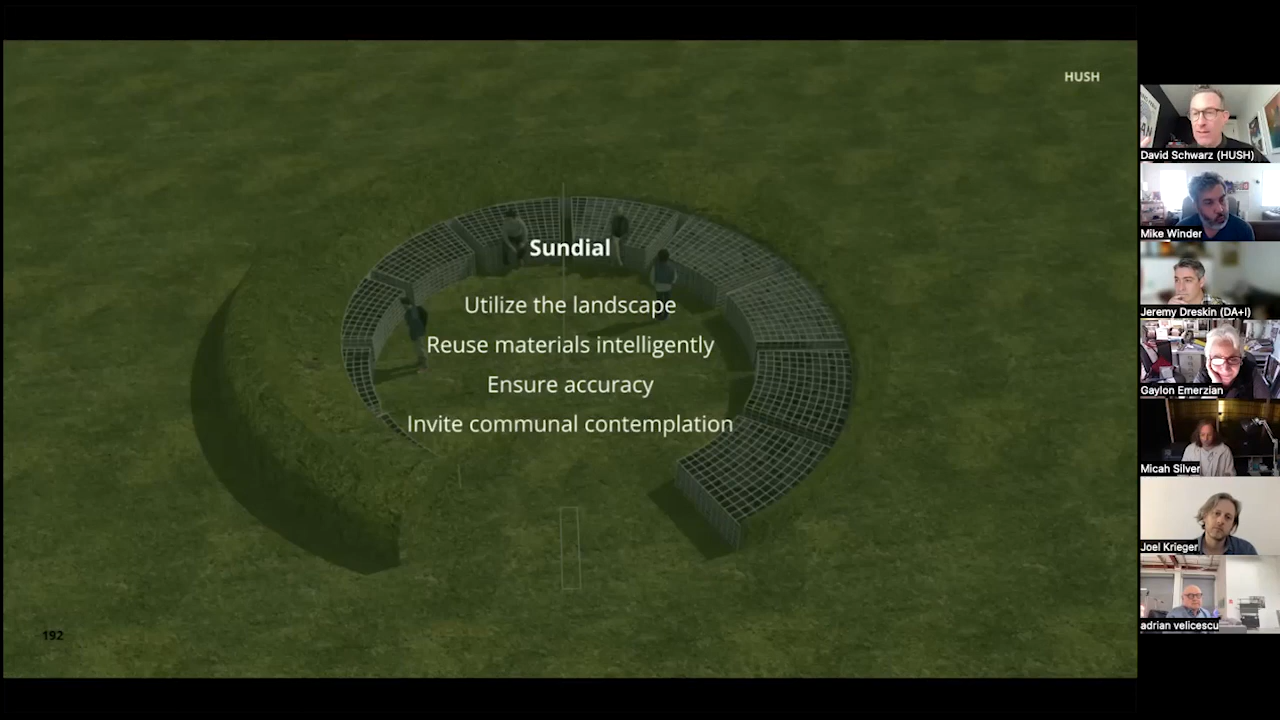 HUSH
Sundial
Utilize the landscape
Reuse materials intelligently
Ensure accuracy
Invite communal contemplation
192
David Schwarz (HUSH)
Mike Winder
Jeremy Dreskin (DA+I)
Gaylon Emerzian
Micah Silver
Joel Krieger
adrian velicescu